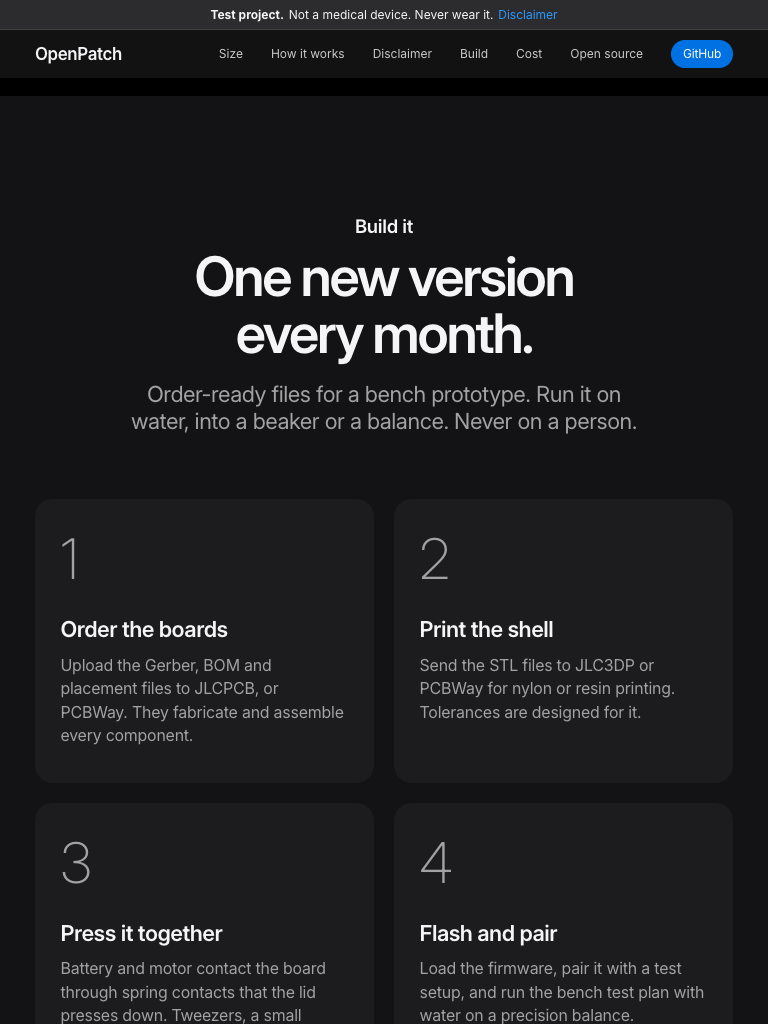 Test project. Not a medical device. Never wear it. Disclaimer
OpenPatch
Size
How it works
Disclaimer
Build
Cost
Open source
GitHub
Build it
One new version
every month.
Order-ready files for a bench prototype. Run it on
water, into a beaker or a balance. Never on a person.
1
Order the boards
Upload the Gerber, BOM and
placement files to JLCPCB, or
PCBWay. They fabricate and assemble
every component.
2
Print the shell
Send the STL files to JLC3DP or
PCBWay for nylon or resin printing.
Tolerances are designed for it.
3
Press it together
Battery and motor contact the board
through spring contacts that the lid
presses down. Tweezers, a small
4
Flash and pair
Load the firmware, pair it with a test
setup, and run the bench test plan with
water on a precision balance.